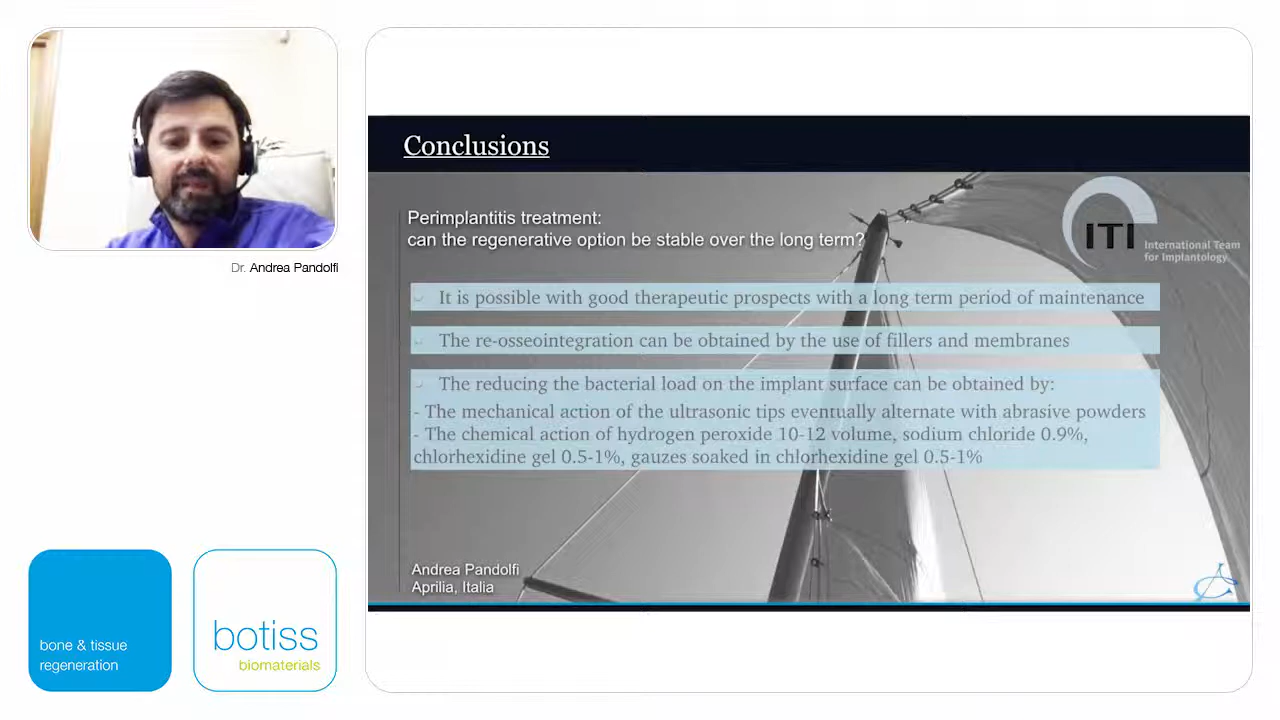 Dr. Andrea Pandolfi
bone & tissue
regeneration
botiss
biomaterials
Conclusions
Perimplantitis treatment:
can the regenerative option be stable over the long term?
ITI
International Team
for Implantology
It is possible with good therapeutic prospects with a long term period of maintenance
The re-osseointegration can be obtained by the use of fillers and membranes
The reducing the bacterial load on the implant surface can be obtained by:
- The mechanical action of the ultrasonic tips eventually alternate with abrasive powders
- The chemical action of hydrogen peroxide 10-12 volume, sodium chloride 0.9%,
chlorhexidine gel 0.5-1%, gauzes soaked in chlorhexidine gel 0.5-1%
Andrea Pandolfi
Aprilia, Italia